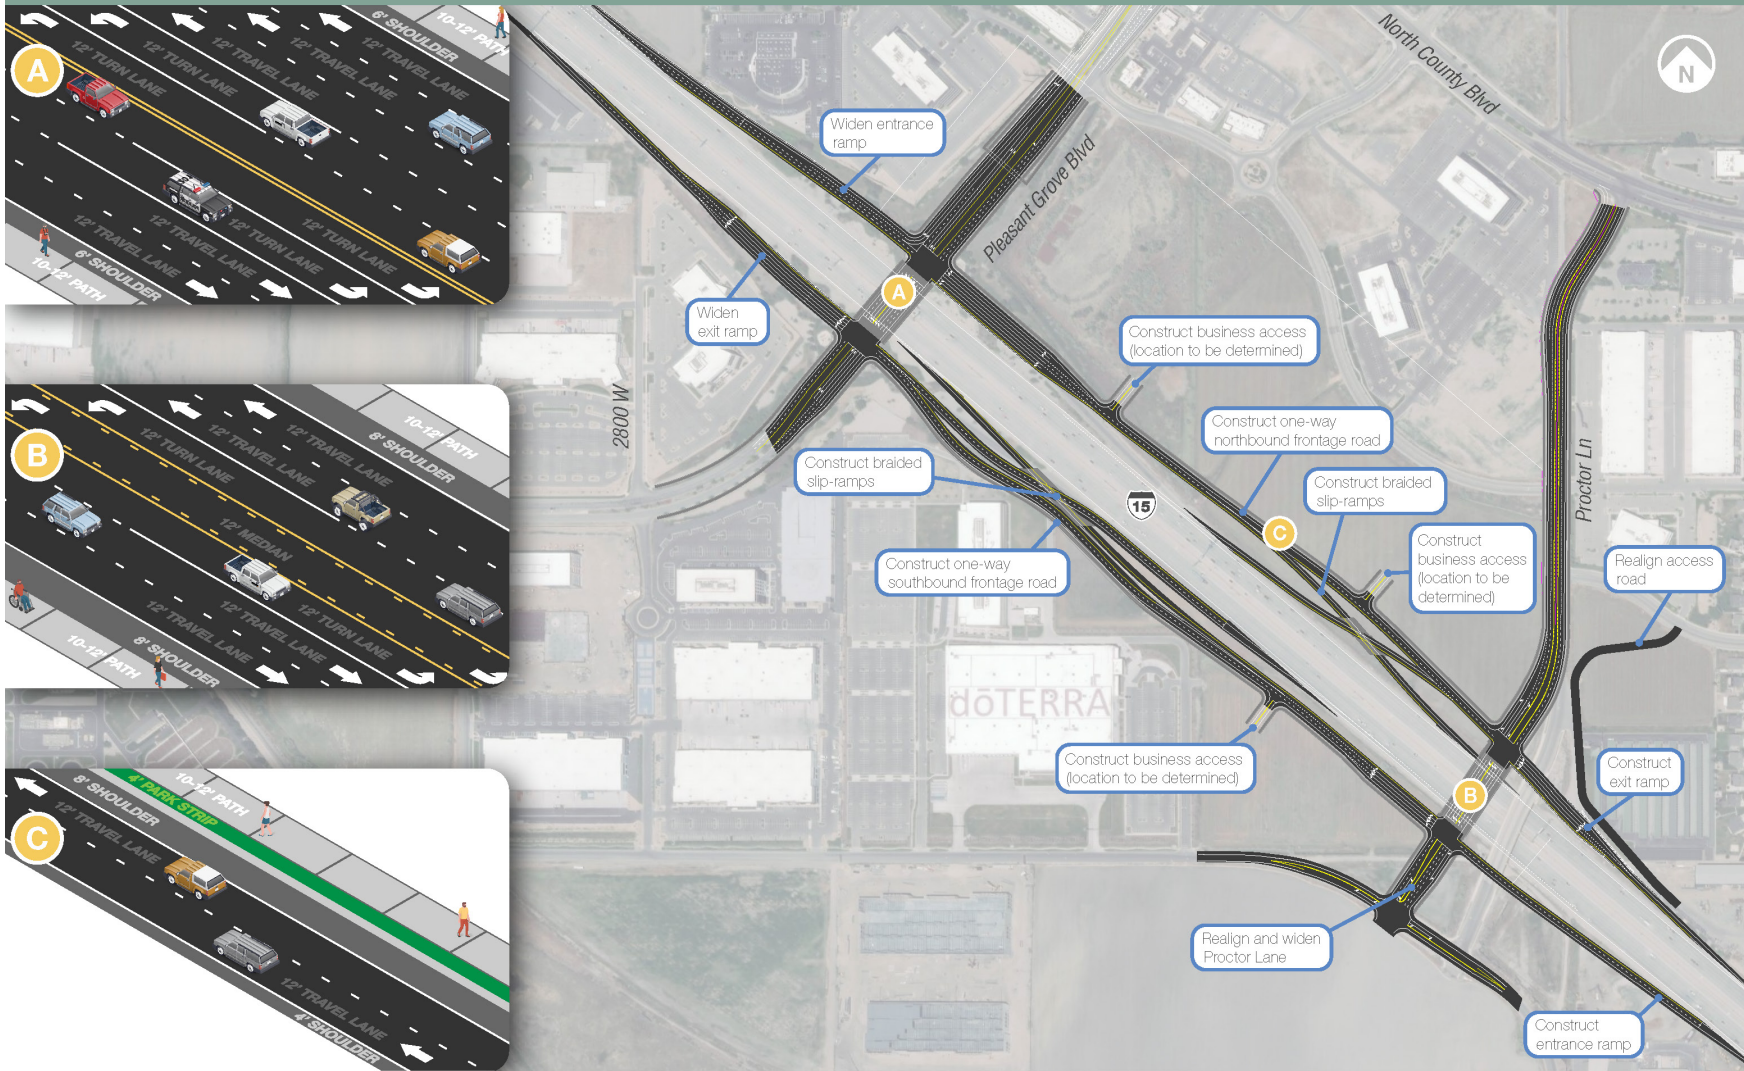 A
12' TURN LANE
12' TURN LANE
12' TRAVEL LANE
12' TRAVEL LANE
6' SHOULDER
10-12' PATH
12' TRAVEL LANE
12' TRAVEL LANE
12' TURN LANE
12' TURN LANE
6' SHOULDER
10-12' PATH
B
12' TURN LANE
12' TRAVEL LANE
12' TRAVEL LANE
8' SHOULDER
10-12' PATH
12' MEDIAN
12' TRAVEL LANE
12' TRAVEL LANE
12' TURN LANE
8' SHOULDER
10-12' PATH
C
12' TRAVEL LANE
8' SHOULDER
4' PARK STRIP
10-12' PATH
12' TRAVEL LANE
4' SHOULDER
North County Blvd
N
Widen entrance
ramp
Pleasant Grove Blvd
A
Widen
exit ramp
Construct business access
(location to be determined)
2800 W
Construct one-way
northbound frontage road
Construct braided
slip-ramps
Construct braided
slip-ramps
15
C
Proctor Ln
Construct one-way
southbound frontage road
Construct
business access
(location to be
determined)
Realign access
road
dōTERRA
Construct business access
(location to be determined)
Construct
exit ramp
B
Realign and widen
Proctor Lane
Construct
entrance ramp